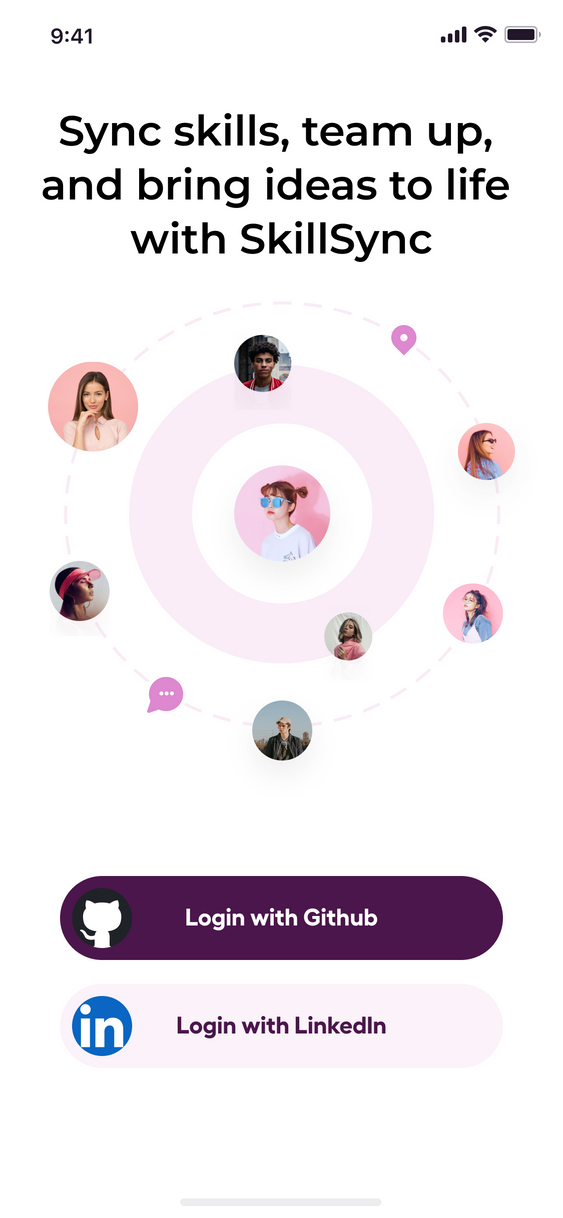 9:41
Sync skills, team up,
and bring ideas to life
with SkillSync
Login with Github
in
Login with LinkedIn